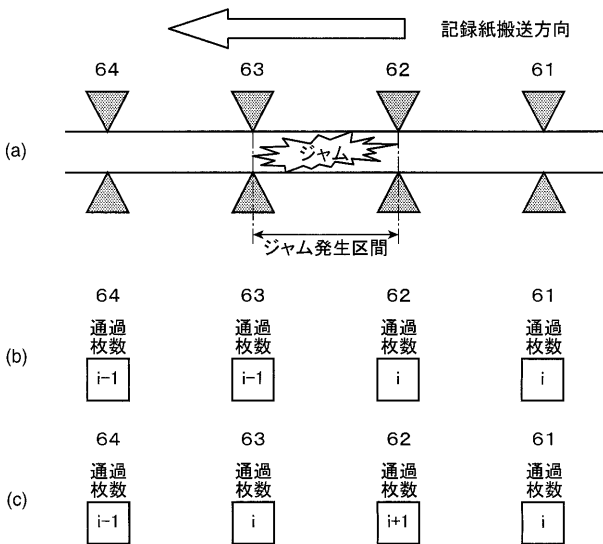 記録紙搬送方向
64 63 62 61
(a)
ジャム
ジャム発生区間
64 63 62 61
通過 通過 通過 通過
枚数 枚数 枚数 枚数
(b)
i-1 i-1 i i
64 63 62 61
通過 通過 通過 通過
枚数 枚数 枚数 枚数
(c)
i-1 i i+1 i